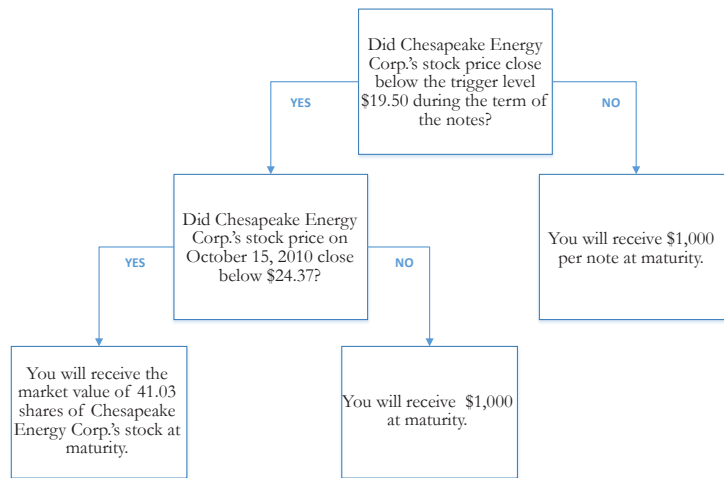 Did Chesapeake Energy
Corp.'s stock price close
below the trigger level
$19.50 during the term of
the notes?
YES
NO
Did Chesapeake Energy
Corp.'s stock price on
October 15, 2010 close
below $24.37?
You will receive $1,000
per note at maturity.
YES
NO
You will receive the
market value of 41.03
shares of Chesapeake
Energy Corp.'s stock at
maturity.
You will receive $1,000
at maturity.